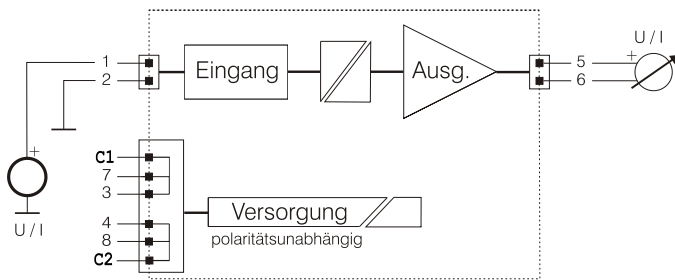 U / I
1
2
Eingang
Ausg.
+
5
6
+
U / I
C1
7
3
4
8
C2
Versorgung
polaritätsunabhängig